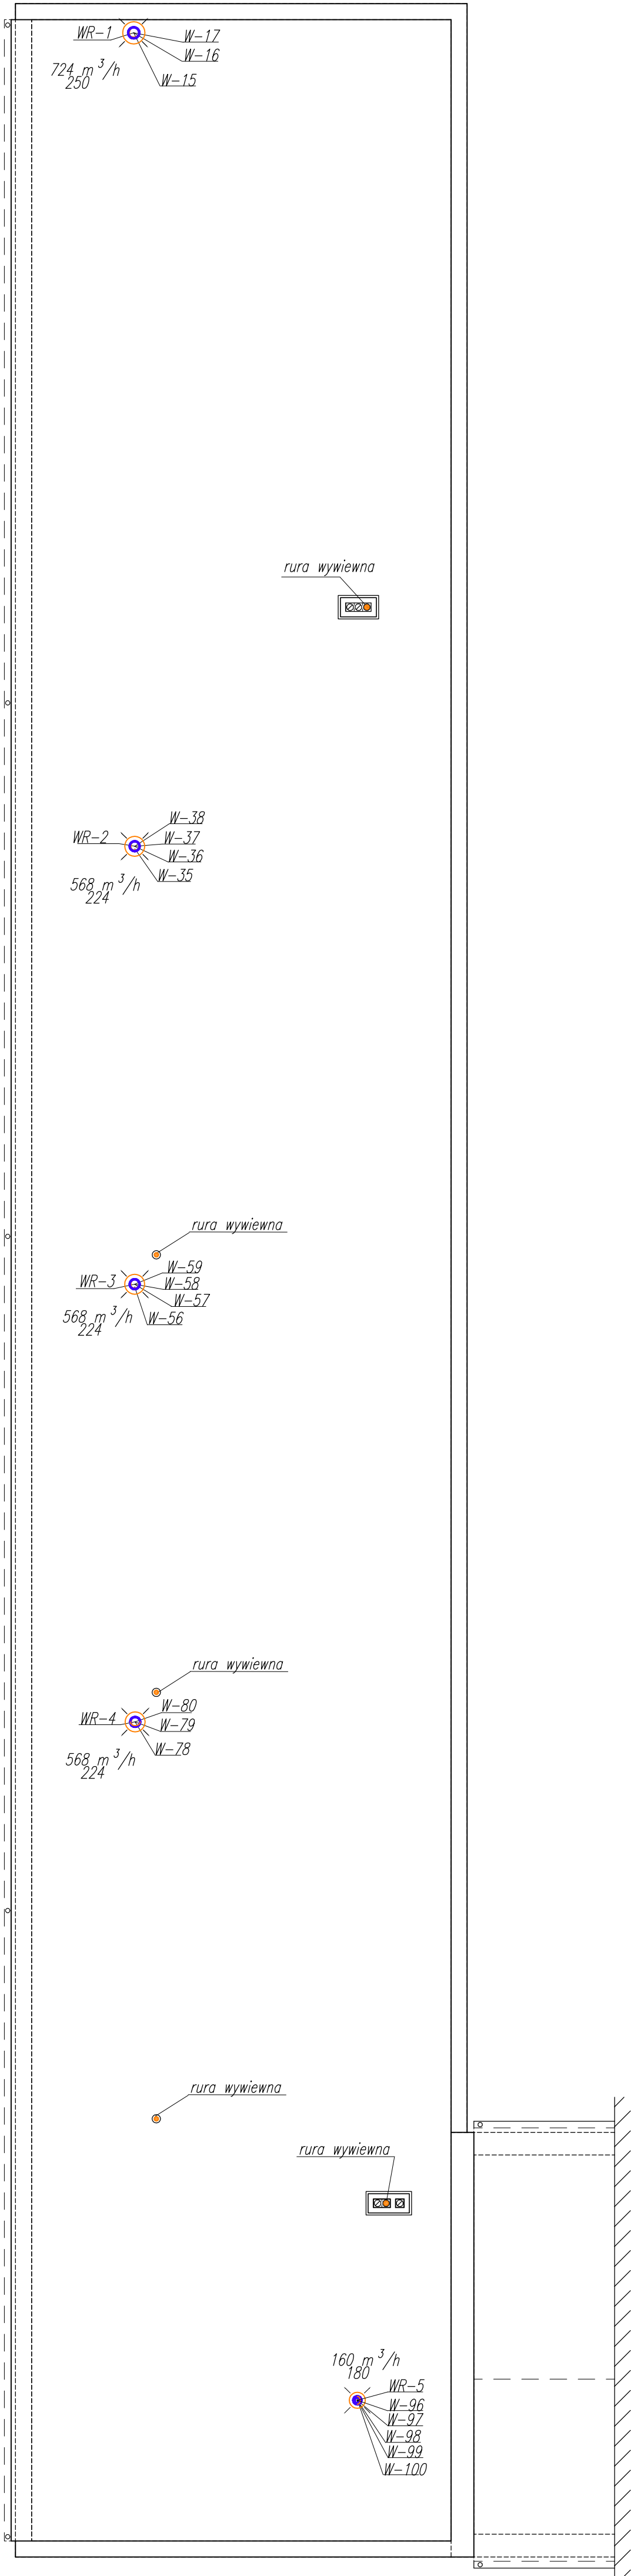 WR-1
W-17
W-16
724 m³/h
250
W-15
rura wywiewna
W-38
WR-2
W-37
W-36
W-35
568 m³/h
224
rura wywiewna
W-59
WR-3
W-58
W-57
568 m³/h
W-56
224
rura wywiewna
W-80
WR-4
W-79
W-78
568 m³/h
224
rura wywiewna
rura wywiewna
160 m³/h
180
WR-5
W-96
W-97
W-98
W-99
W-100